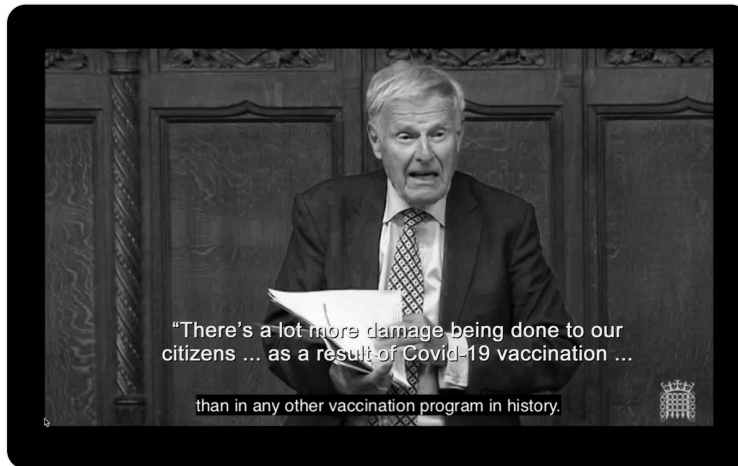 “There’s a lot more damage being done to our
citizens ... as a result of Covid-19 vaccination ...
than in any other vaccination program in history.